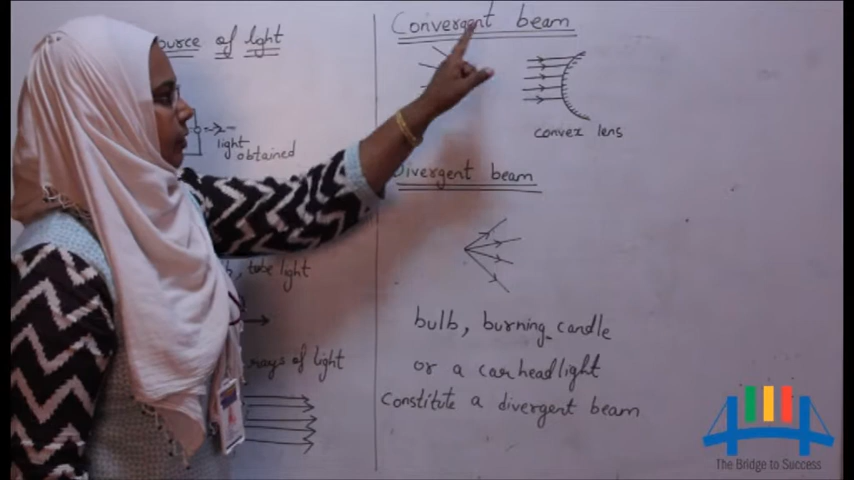 ource of light
light
obtained
tube light
rays of light
Convergent beam
convex lens
Divergent beam
bulb, burning candle
or a car headlight
Constitute a divergent beam
The Bridge to Success